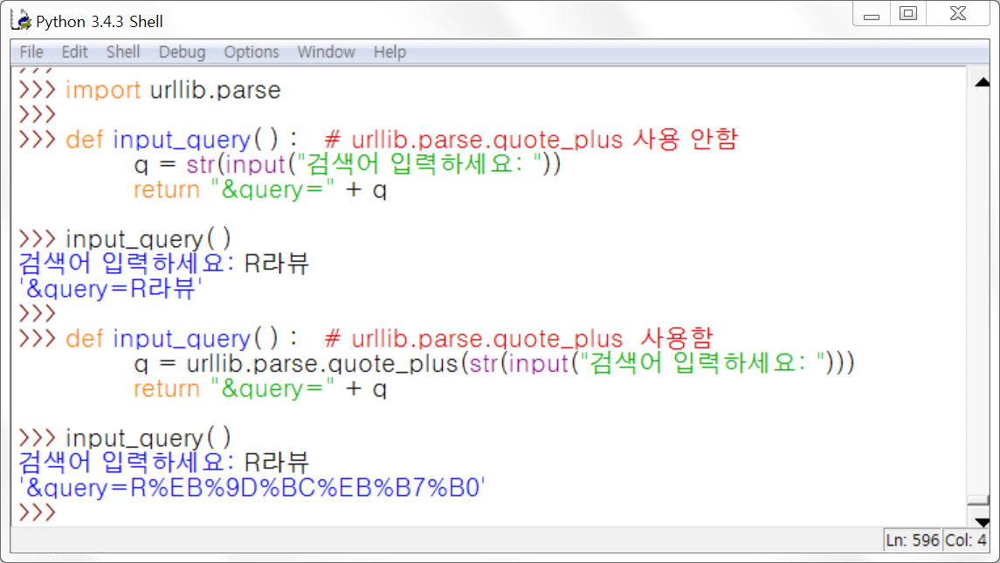 Python 3.4.3 Shell
File Edit Shell Debug Options Window Help
>>>
>>> import urllib.parse
>>>
>>> def input_query() :  # urllib.parse.quote_plus 사용 안함
        q = str(input("검색어 입력하세요: "))
        return "&query=" + q
>>> input_query()
검색어 입력하세요: R라뷰
'&query=R라뷰'
>>>
>>> def input_query() :  # urllib.parse.quote_plus  사용함
        q = urllib.parse.quote_plus(str(input("검색어 입력하세요: ")))
        return "&query=" + q
>>> input_query()
검색어 입력하세요: R라뷰
'&query=R%EB%9D%BC%EB%B7%B0'
>>>
Ln: 596 Col: 4